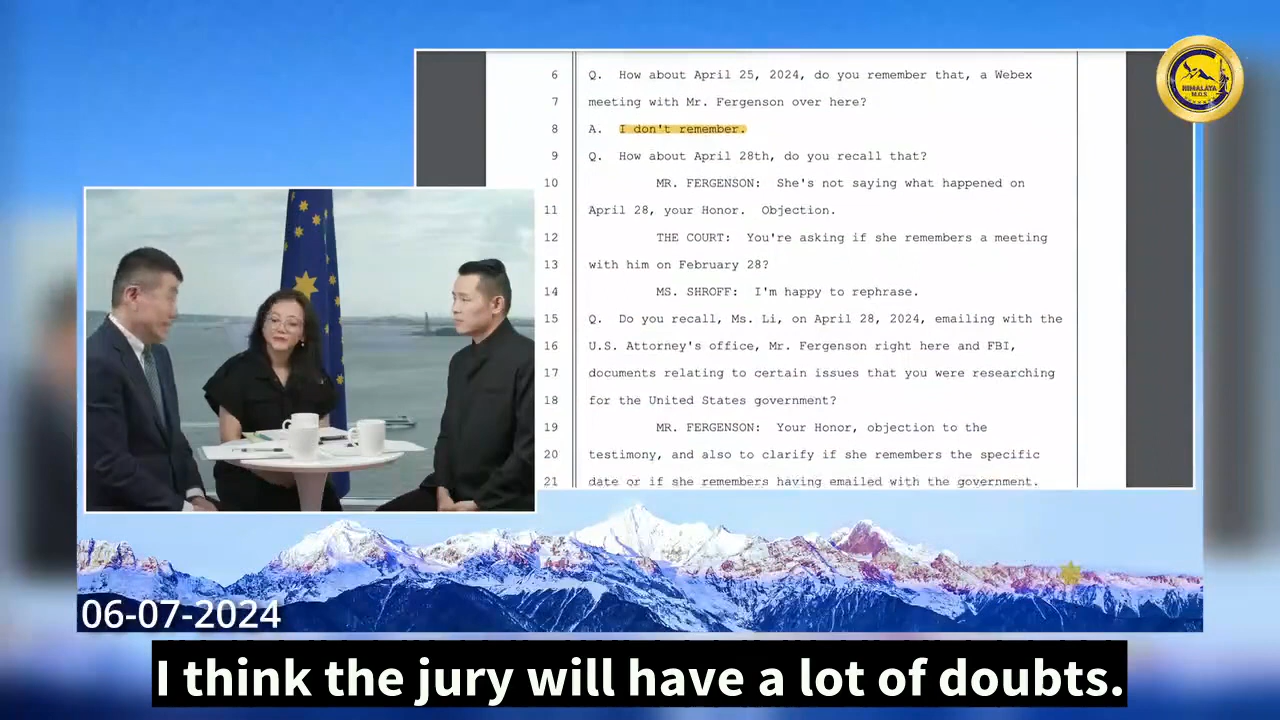 HIMALAYA
M.O.S
6 Q. How about April 25, 2024, do you remember that, a Webex
7 meeting with Mr. Fergenson over here?
8 A. I don't remember.
9 Q. How about April 28th, do you recall that?
10 MR. FERGENSON: She's not saying what happened on
11 April 28, your Honor. Objection.
12 THE COURT: You're asking if she remembers a meeting
13 with him on February 28?
14 MS. SHROFF: I'm happy to rephrase.
15 Q. Do you recall, Ms. Li, on April 28, 2024, emailing with the
16 U.S. Attorney's office, Mr. Fergenson right here and FBI,
17 documents relating to certain issues that you were researching
18 for the United States government?
19 MR. FERGENSON: Your Honor, objection to the
20 testimony, and also to clarify if she remembers the specific
21 date or if she remembers having emailed with the government.
06-07-2024
I think the jury will have a lot of doubts.